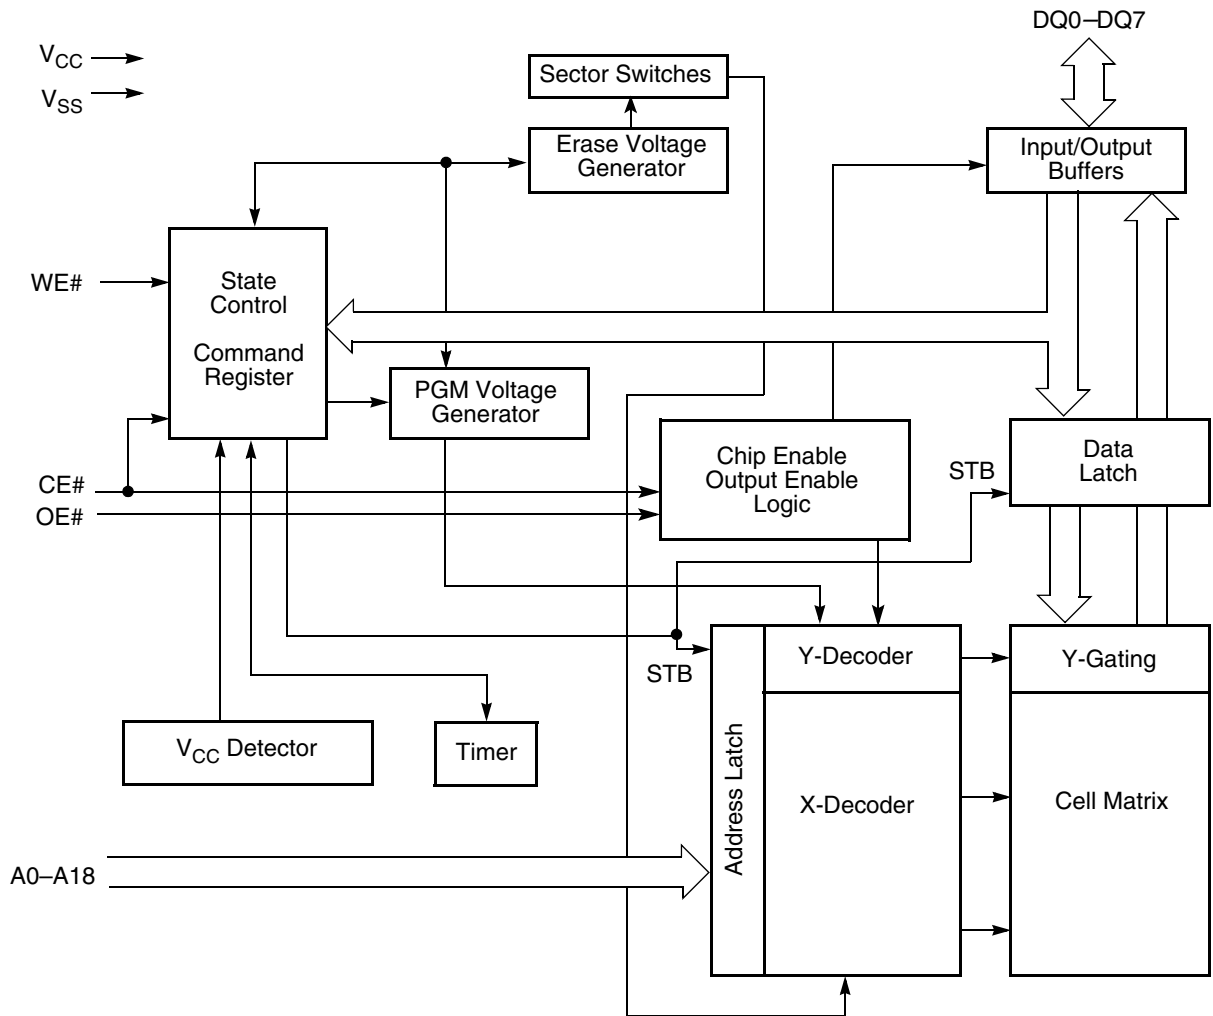 DQ0–DQ7
VCC
VSS
Sector Switches
Erase Voltage
Generator
Input/Output
Buffers
WE#
State
Control
Command
Register
PGM Voltage
Generator
Chip Enable
Output Enable
Logic
STB
Data
Latch
CE#
OE#
STB
Y-Decoder
Y-Gating
VCC Detector
Timer
Address Latch
X-Decoder
Cell Matrix
A0–A18